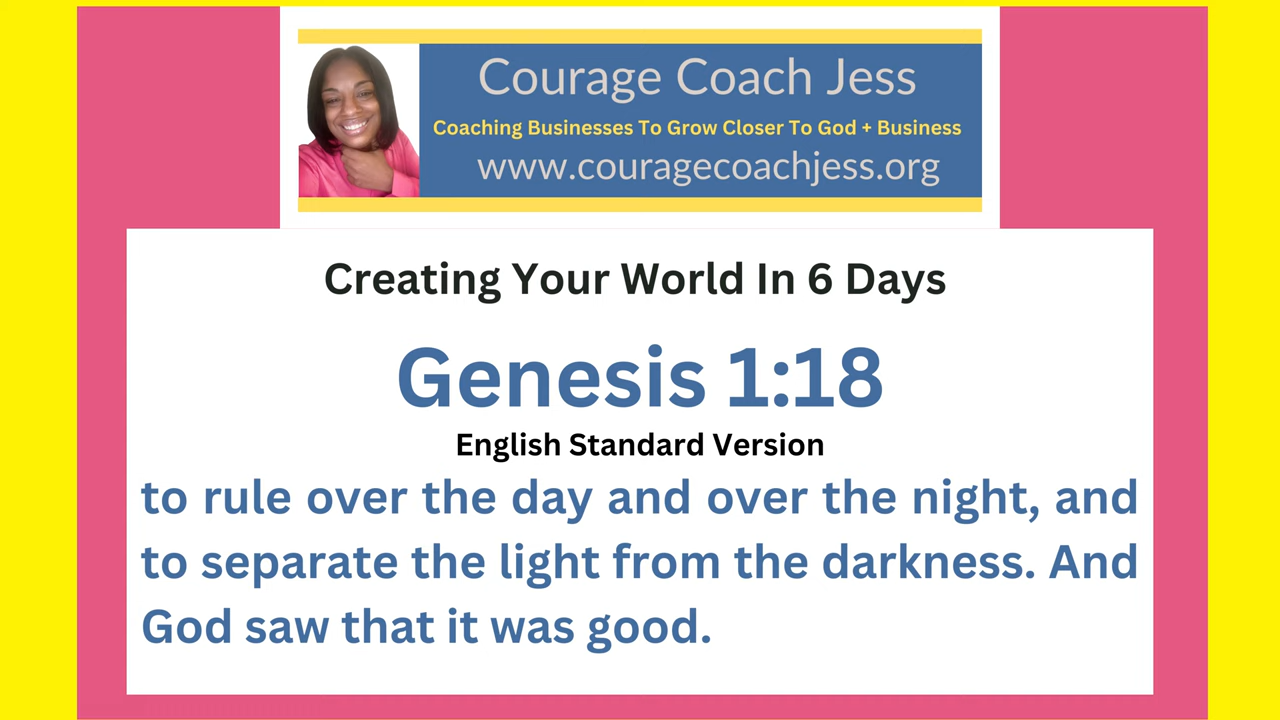 Courage Coach Jess
Coaching Businesses To Grow Closer To God + Business
www.couragecoachjess.org
Creating Your World In 6 Days
Genesis 1:18
English Standard Version
to rule over the day and over the night, and
to separate the light from the darkness. And
God saw that it was good.